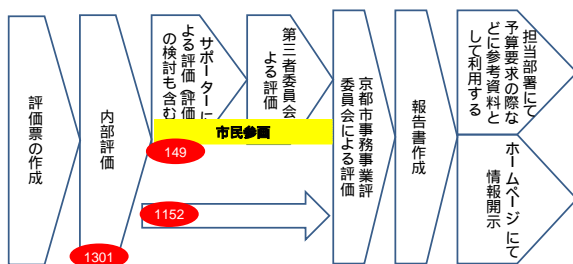 評価票の作成
内部評価
1301
サポーターに
よる評価（評価
の検討も含む
第三者委員会
よる評価
市民参画
149
1152
京都市事務事業評
委員会による評価
報告書作成
担当部署にて
予算要求の際な
どに参考資料と
して利用する
ホームページにて
情報開示